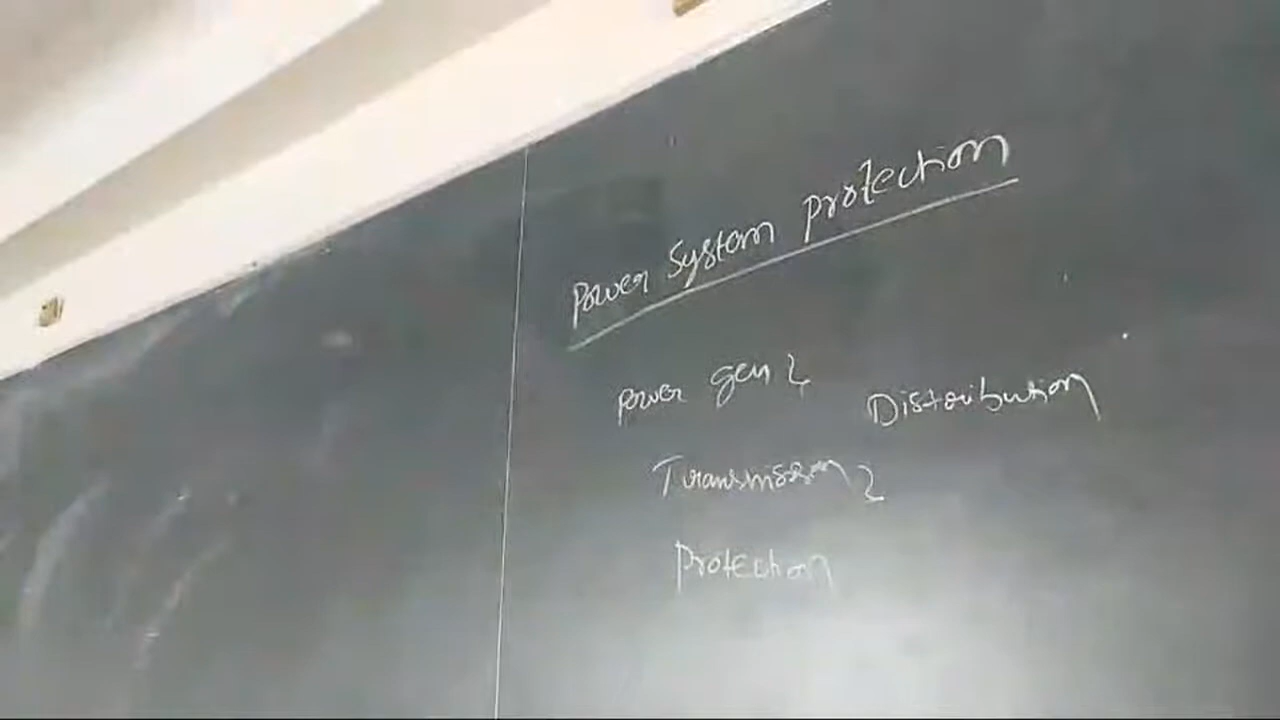 Power System Protection
Power gen
Distribution
Transmission
Protection